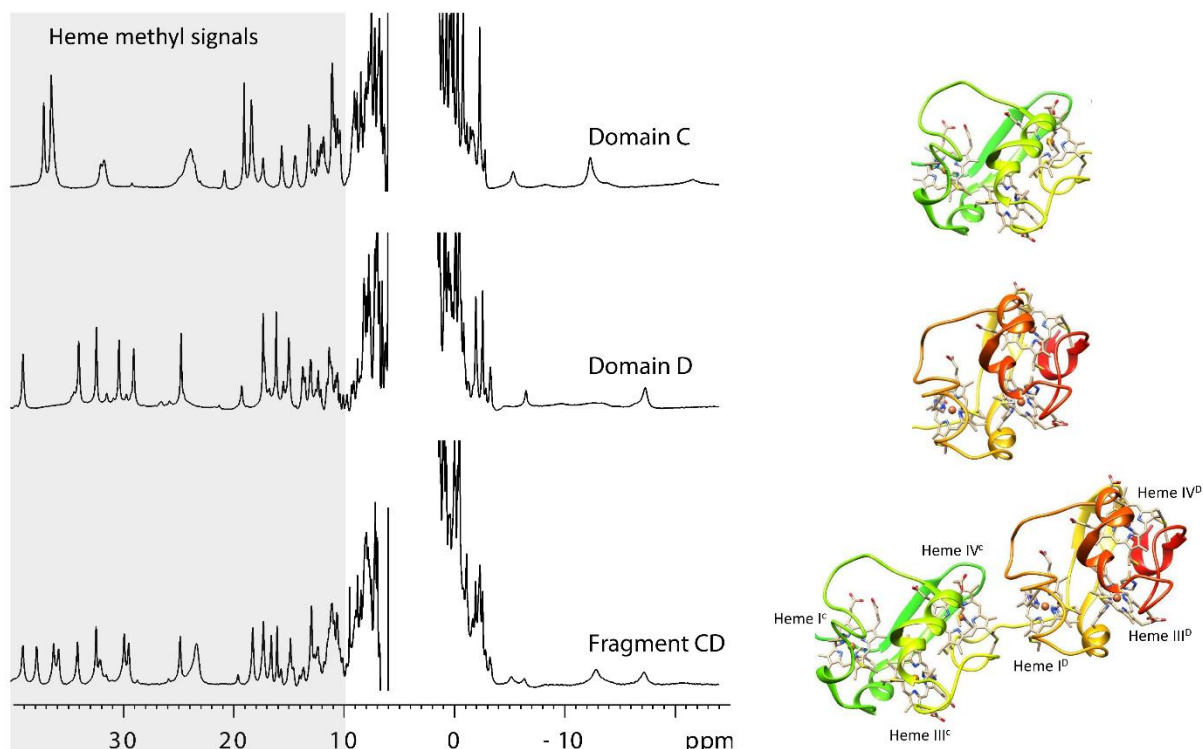 Heme methyl signals
Domain C
Domain D
Heme IVᴰ
Heme IVᶜ
Heme Iᶜ
Heme IIIᴰ
Fragment CD
Heme Iᴰ
Heme IIIᶜ
30 20 10 0 - 10 ppm